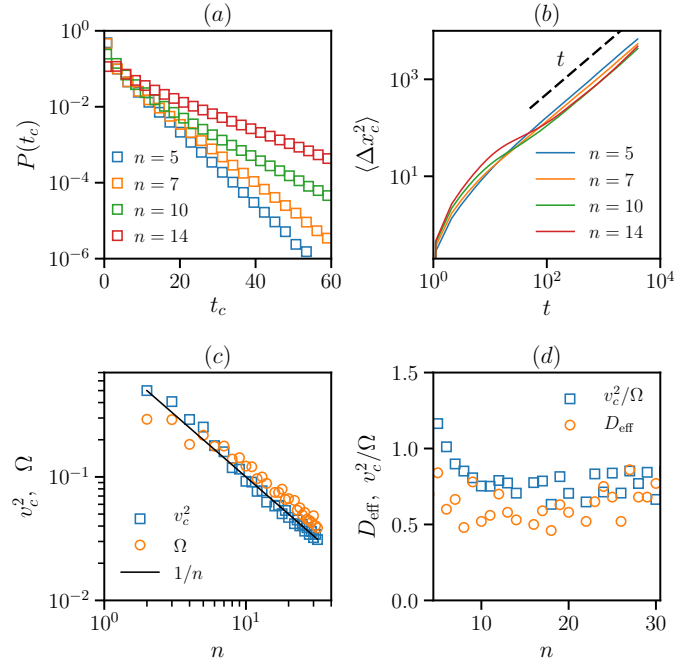 (a)
10^0
10^{-2}
10^{-4}
10^{-6}
P(t_c)
n = 5
n = 7
n = 10
n = 14
0 20 40 60
t_c
(b)
10^3
10^1
⟨Δx_c^2⟩
t
n = 5
n = 7
n = 10
n = 14
10^0 10^2 10^4
t
(c)
10^{-1}
10^{-2}
v_c^2, Ω
v_c^2
Ω
1/n
10^0 10^1
n
(d)
1.5
1.0
0.5
0.0
D_eff, v_c^2/Ω
v_c^2/Ω
D_eff
10 20 30
n